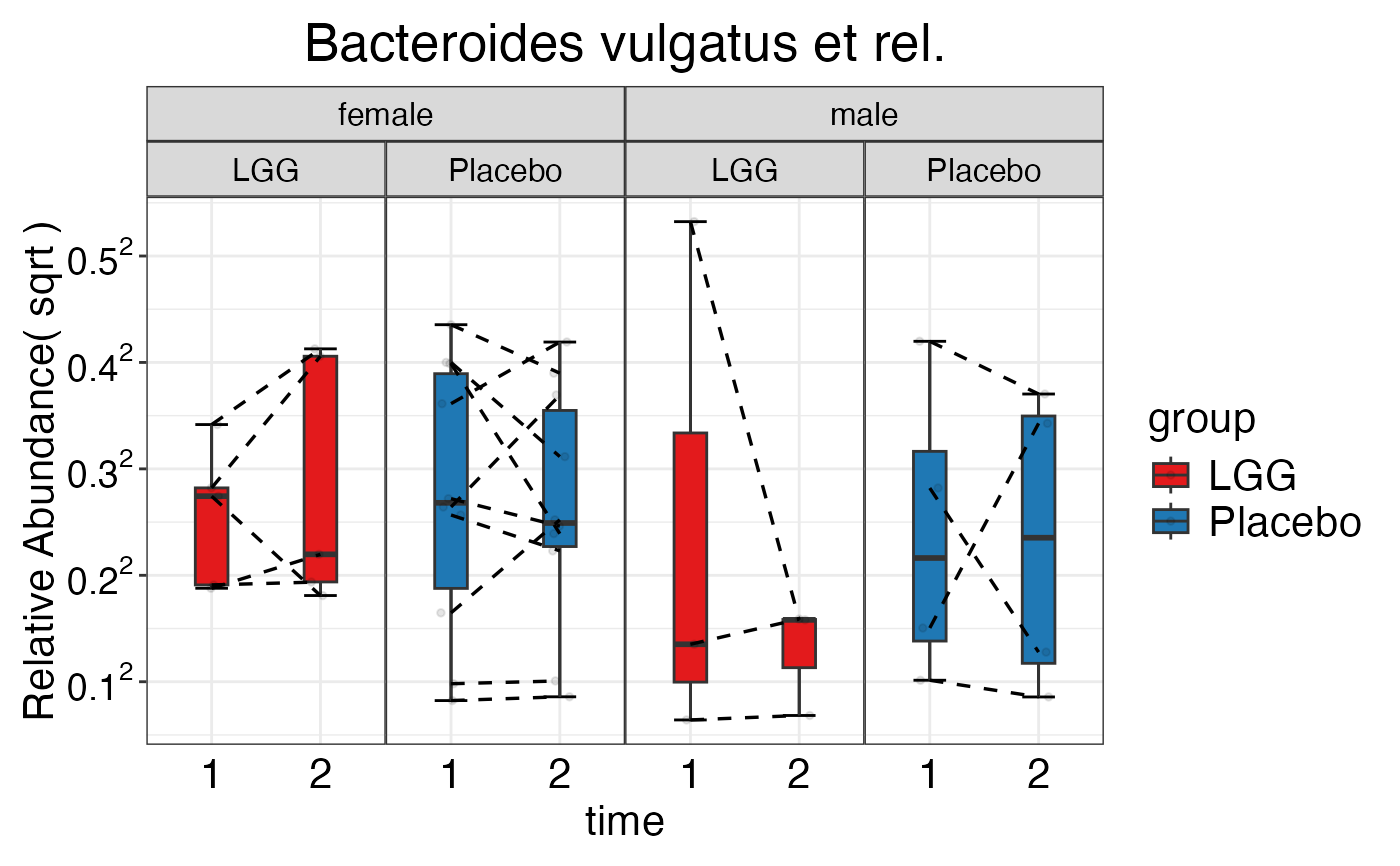 Bacteroides vulgatus et rel.
female male
LGG Placebo LGG Placebo
Relative Abundance( sqrt )
0.5²
0.4²
0.3²
0.2²
0.1²
1 2 1 2 1 2 1 2
time
group
LGG
Placebo